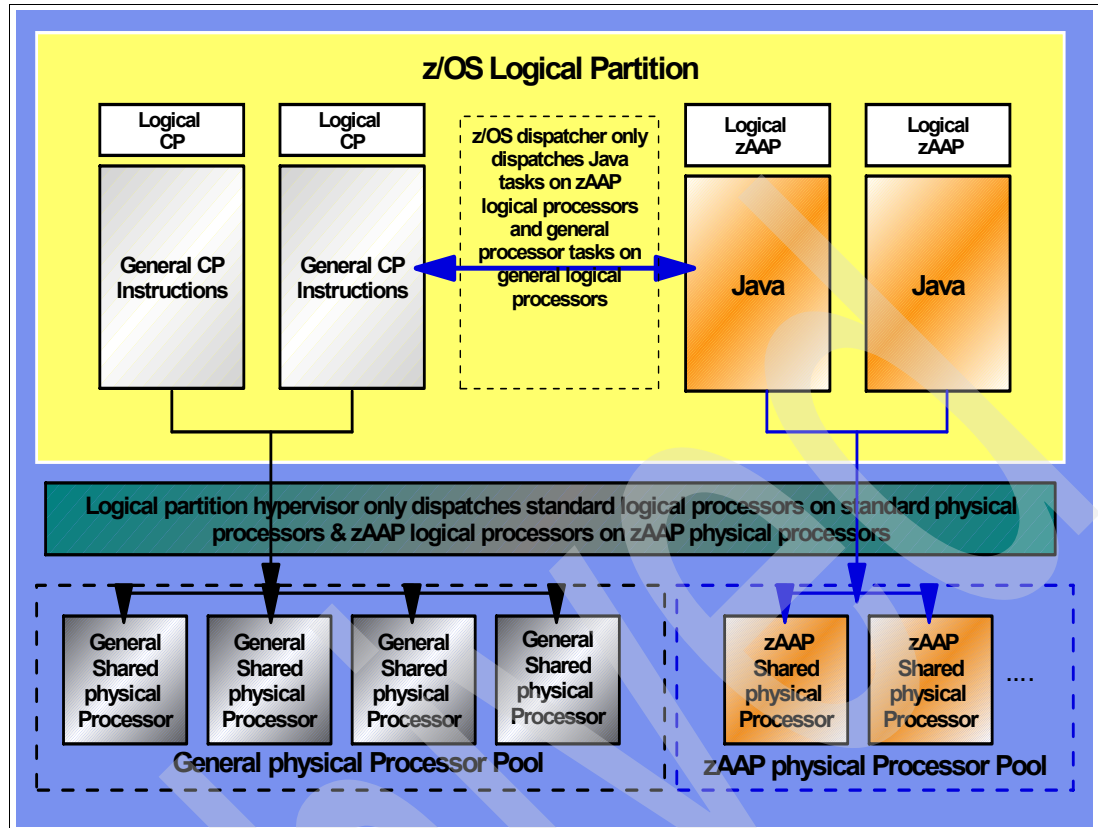 z/OS Logical Partition
Logical
CP
Logical
CP
z/OS dispatcher only
dispatches Java
tasks on zAAP
logical processors
and general
processor tasks on
general logical
processors
Logical
zAAP
Logical
zAAP
General CP
Instructions
General CP
Instructions
Java
Java
Logical partition hypervisor only dispatches standard logical processors on standard physical
processors & zAAP logical processors on zAAP physical processors
General
Shared
physical
Processor
General
Shared
physical
Processor
General
Shared
physical
Processor
General
Shared
physical
Processor
zAAP
Shared
physical
Processor
zAAP
Shared
physical
Processor
....
General physical Processor Pool
zAAP physical Processor Pool